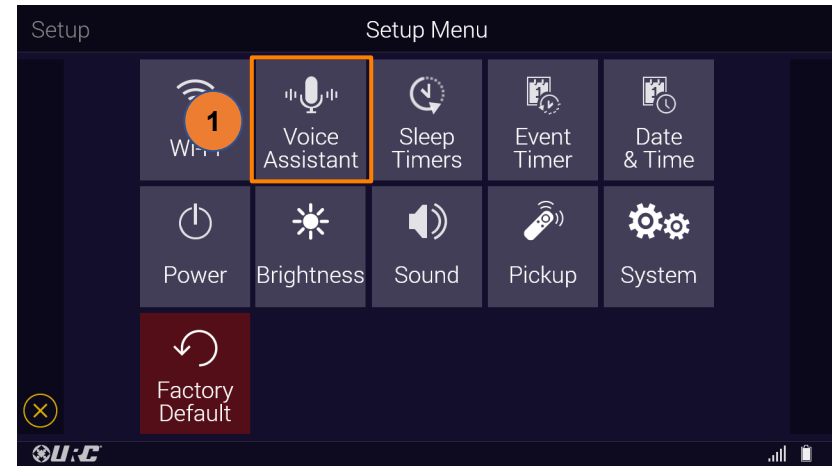 Setup
Setup Menu
1
Voice
Assistant
Sleep
Timers
Event
Timer
Date
& Time
Power
Brightness
Sound
Pickup
System
Factory
Default
URC